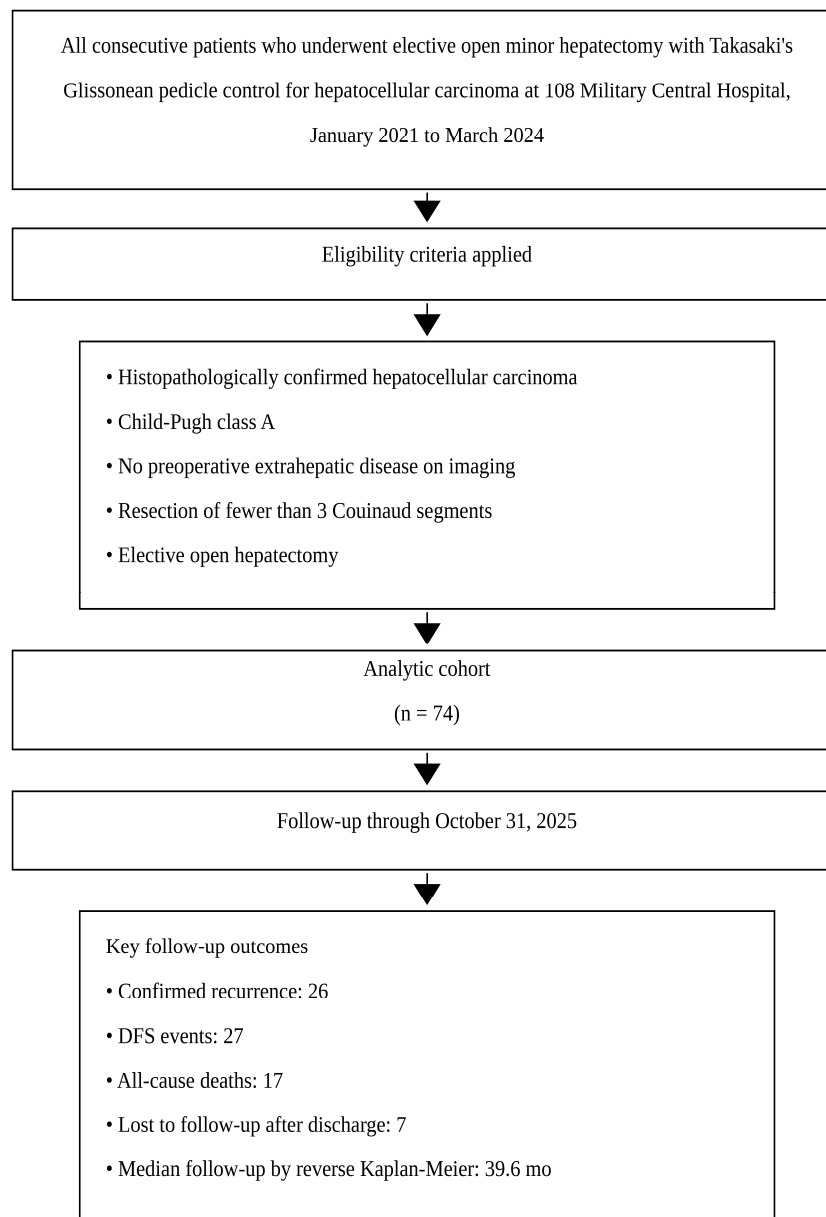 All consecutive patients who underwent elective open minor hepatectomy with Takasaki's
Glissonean pedicle control for hepatocellular carcinoma at 108 Military Central Hospital,
January 2021 to March 2024
Eligibility criteria applied
• Histopathologically confirmed hepatocellular carcinoma
• Child-Pugh class A
• No preoperative extrahepatic disease on imaging
• Resection of fewer than 3 Couinaud segments
• Elective open hepatectomy
Analytic cohort
(n = 74)
Follow-up through October 31, 2025
Key follow-up outcomes
• Confirmed recurrence: 26
• DFS events: 27
• All-cause deaths: 17
• Lost to follow-up after discharge: 7
• Median follow-up by reverse Kaplan-Meier: 39.6 mo